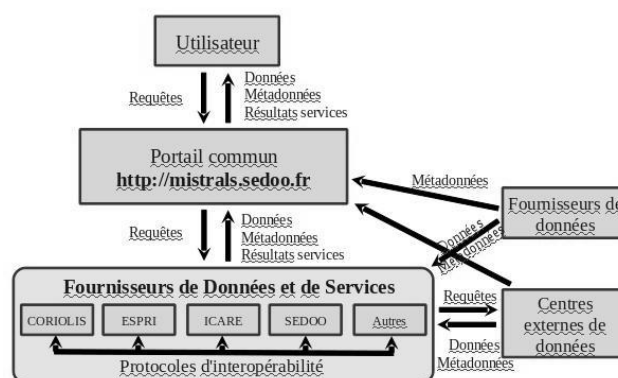 Utilisateur
Requêtes
Données
Métadonnées
Résultats services
Portail commun
http://mistrals.sedoo.fr
Métadonnées
Fournisseurs de
données
Requêtes
Données
Métadonnées
Résultats services
Données
Métadonnées
Fournisseurs de Données et de Services
CORIOLIS
ESPRI
ICARE
SEDOO
Autres
Protocoles d'interopérabilité
Requêtes
Données
Métadonnées
Centres
externes de
données